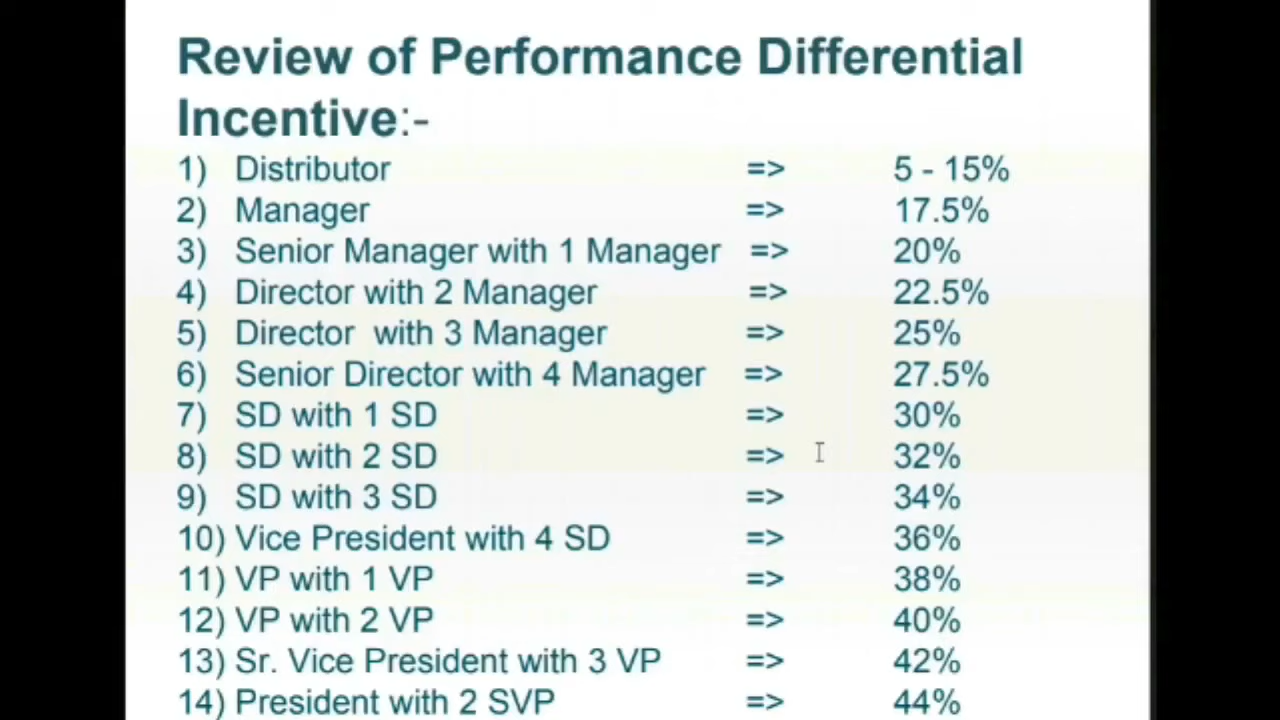 Review of Performance Differential
Incentive:-
1) Distributor => 5 - 15%
2) Manager => 17.5%
3) Senior Manager with 1 Manager => 20%
4) Director with 2 Manager => 22.5%
5) Director with 3 Manager => 25%
6) Senior Director with 4 Manager => 27.5%
7) SD with 1 SD => 30%
8) SD with 2 SD => 32%
9) SD with 3 SD => 34%
10) Vice President with 4 SD => 36%
11) VP with 1 VP => 38%
12) VP with 2 VP => 40%
13) Sr. Vice President with 3 VP => 42%
14) President with 2 SVP => 44%